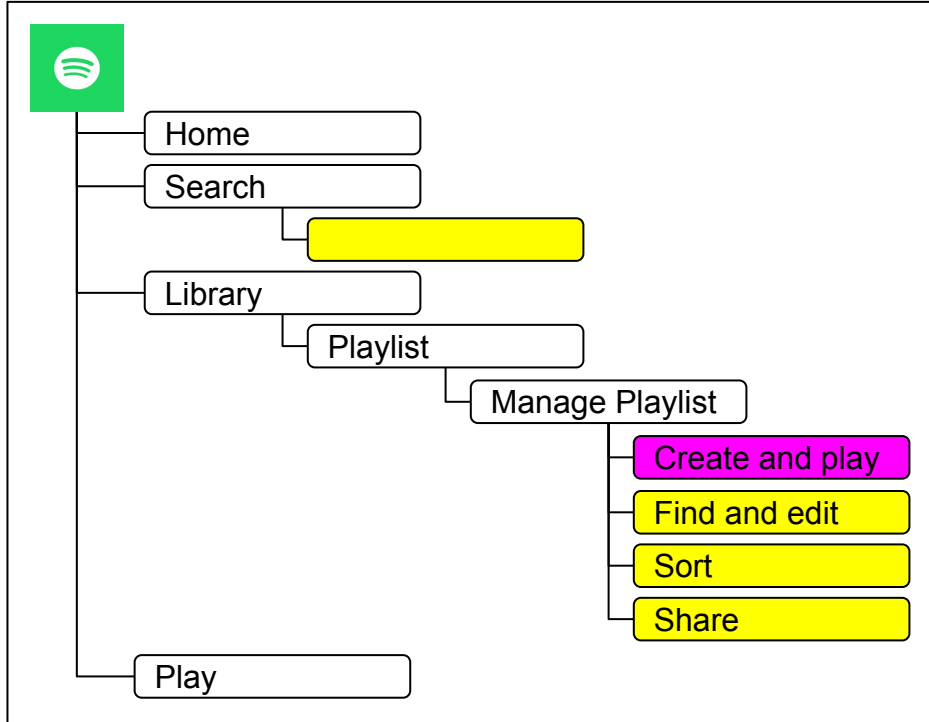 Home
Search
Library
Playlist
Manage Playlist
Create and play
Find and edit
Sort
Share
Play